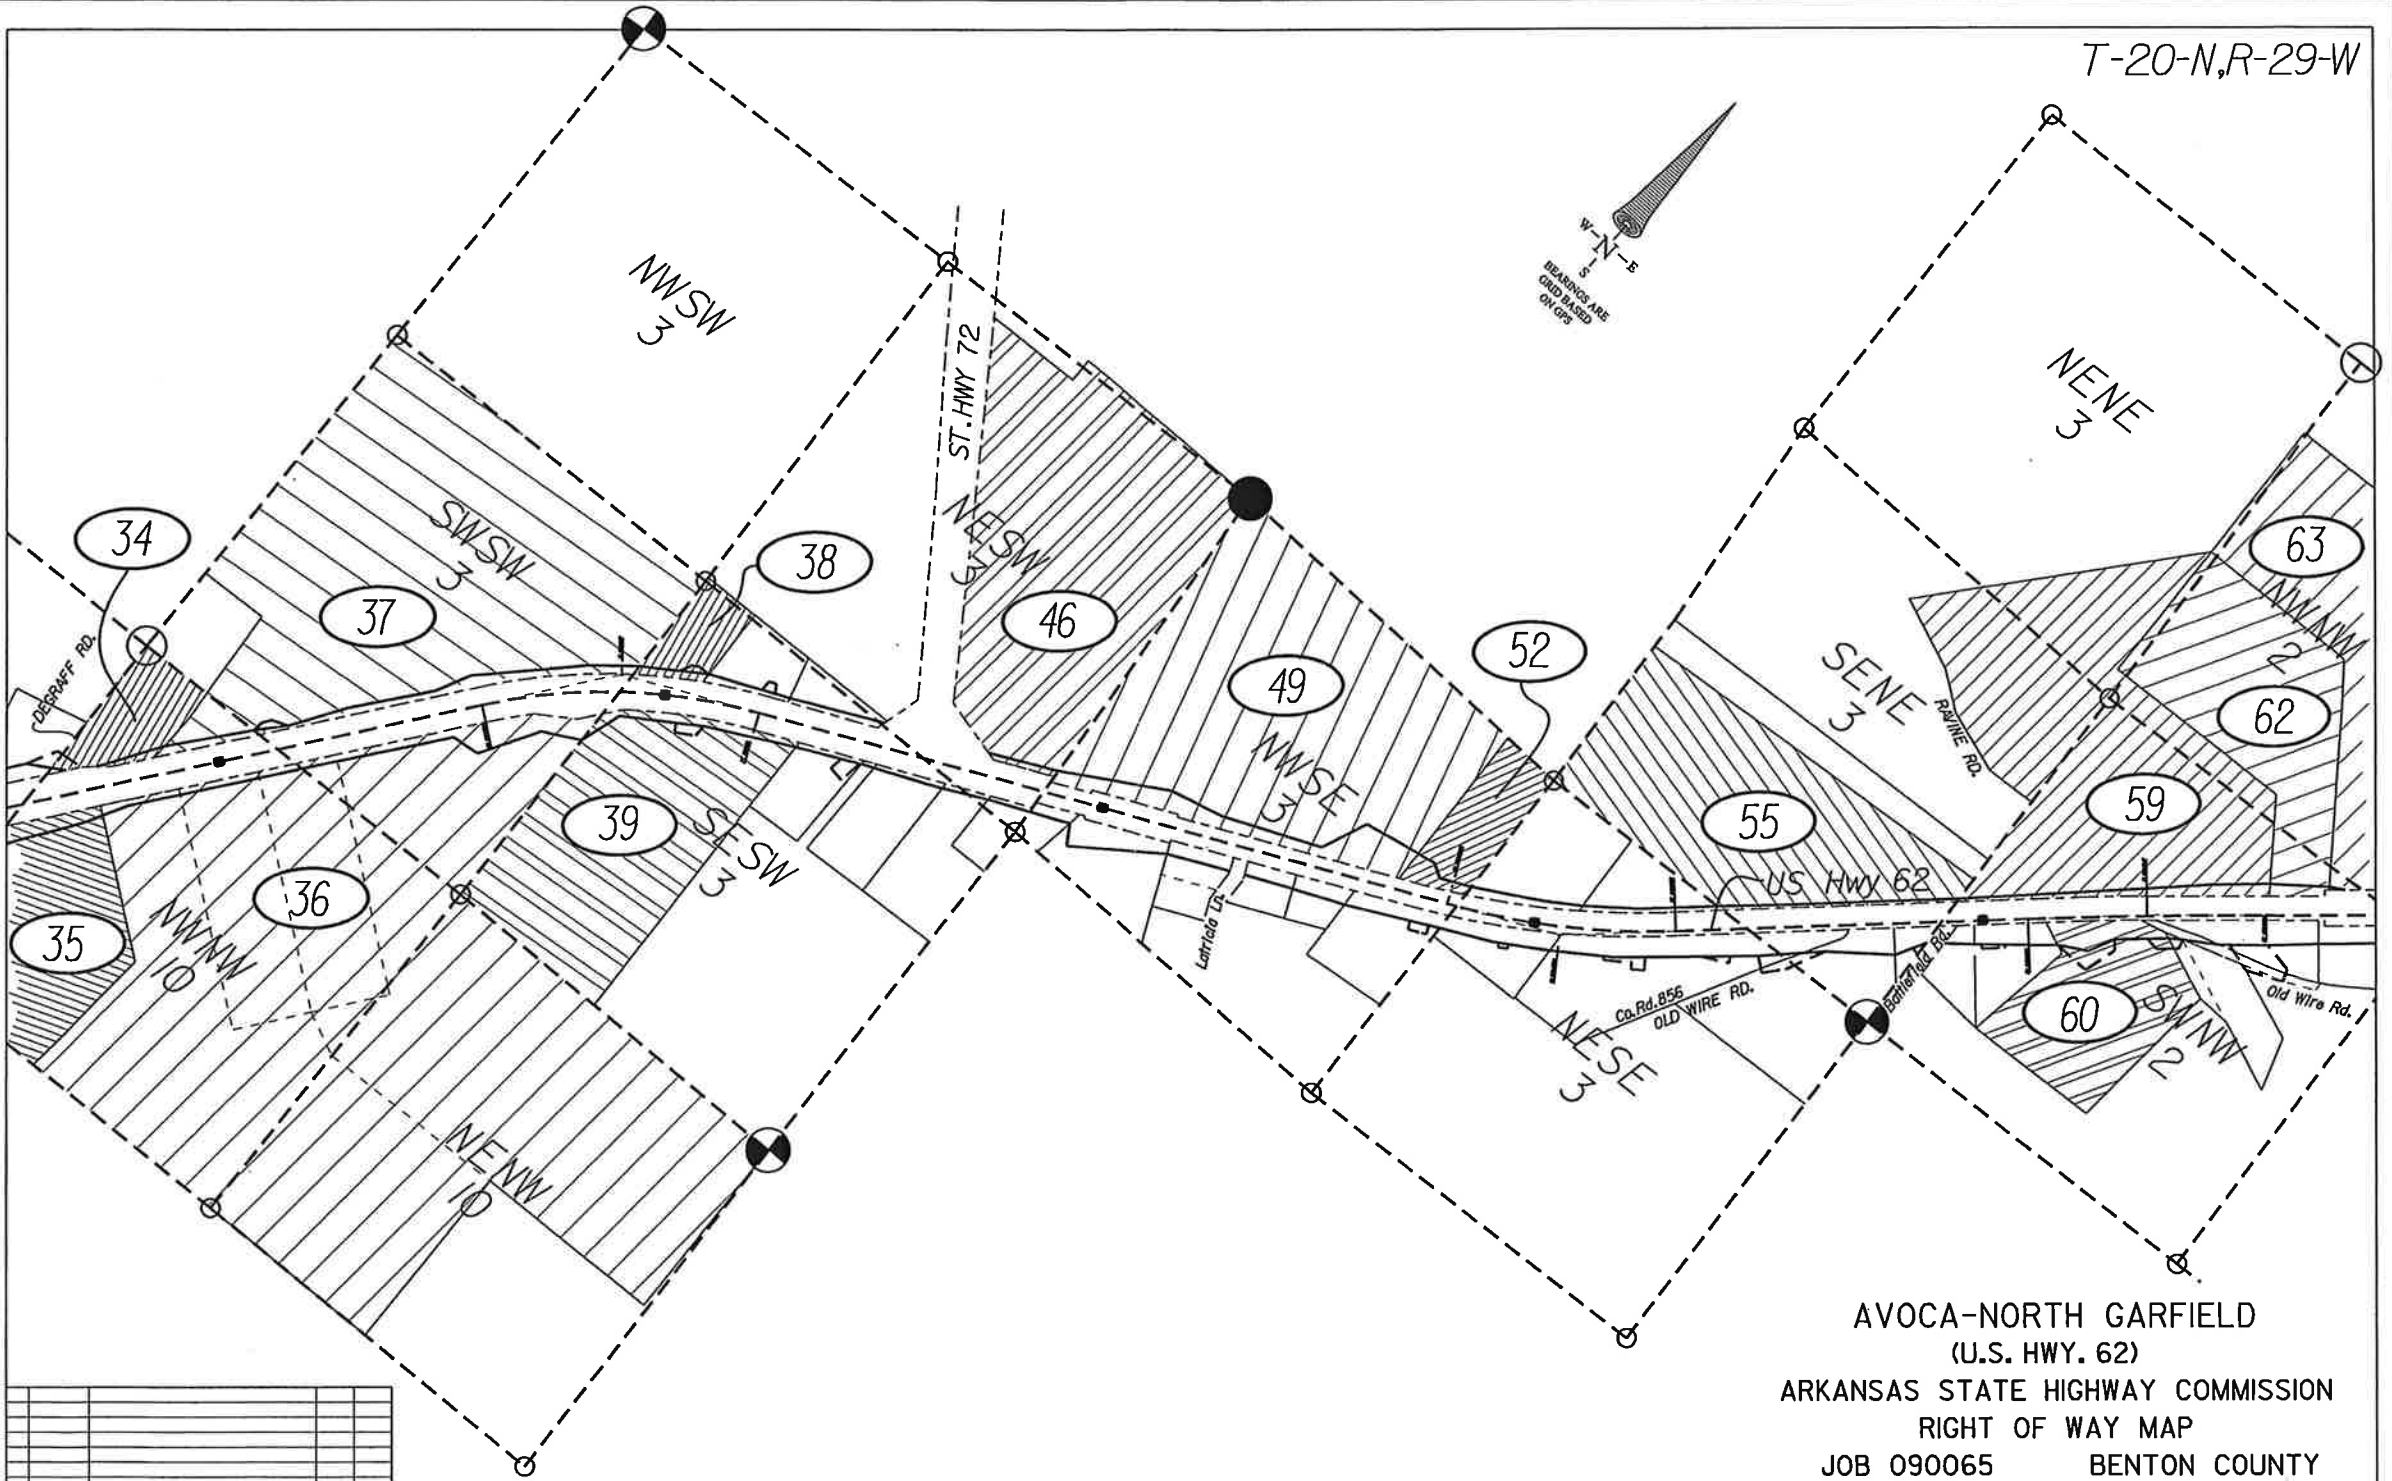 T-20-N,R-29-W
W N E
S
BEARINGS ARE
GRID BASED
ON GPS
NWSW
3
ST. HWY 72
NENE
3
34
DEGRAFF RD.
37
SWSW
3
38
NESW
3
46
49
NWSE
3
52
SENE
3
RAVINE RD.
63
NWNW
2
62
55
59
US Hwy 62
35
36
NWNW
10
39
SESW
3
Latricia Ln.
Co.Rd.856
OLD WIRE RD.
NESE
3
Battlefield Bd.
60
SWNW
2
Old Wire Rd.
NENW
10
AVOCA-NORTH GARFIELD
(U.S. HWY. 62)
ARKANSAS STATE HIGHWAY COMMISSION
RIGHT OF WAY MAP
JOB 090065 BENTON COUNTY